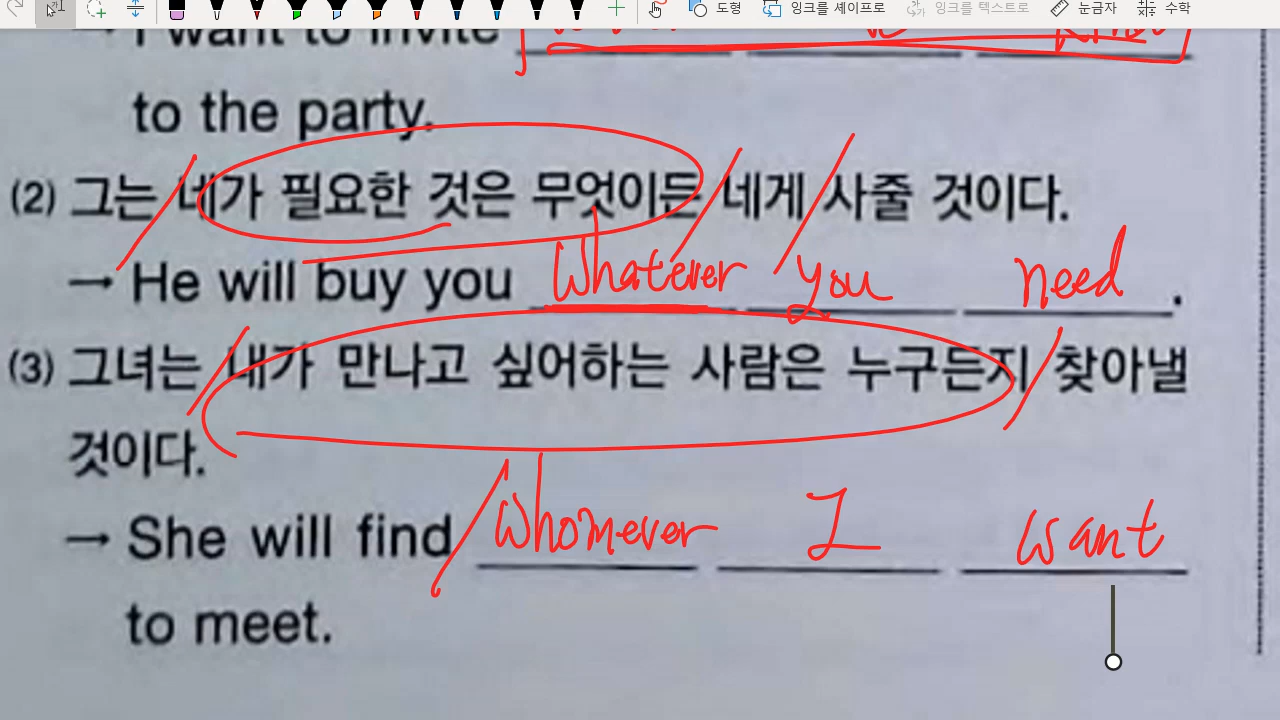 도형 잉크를 셰이프로 잉크를 텍스트로 눈금자 수학
→ I want to invite
to the party.
(2) 그는 네가 필요한 것은 무엇이든 네게 사줄 것이다.
→ He will buy you Whatever you need.
(3) 그녀는 내가 만나고 싶어하는 사람은 누구든지 찾아낼
것이다.
→ She will find Whomever I want
to meet.